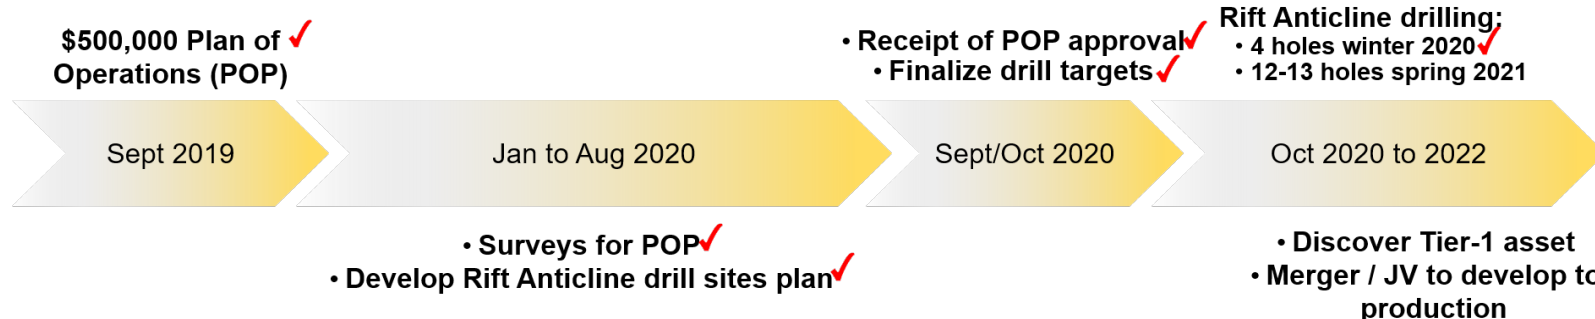 $500,000 Plan of
Operations (POP)
• Receipt of POP approval
• Finalize drill targets
Rift Anticline drilling:
• 4 holes winter 2020
• 12-13 holes spring 2021
Sept 2019
Jan to Aug 2020
Sept/Oct 2020
Oct 2020 to 2022
• Surveys for POP
• Develop Rift Anticline drill sites plan
• Discover Tier-1 asset
• Merger / JV to develop to
production